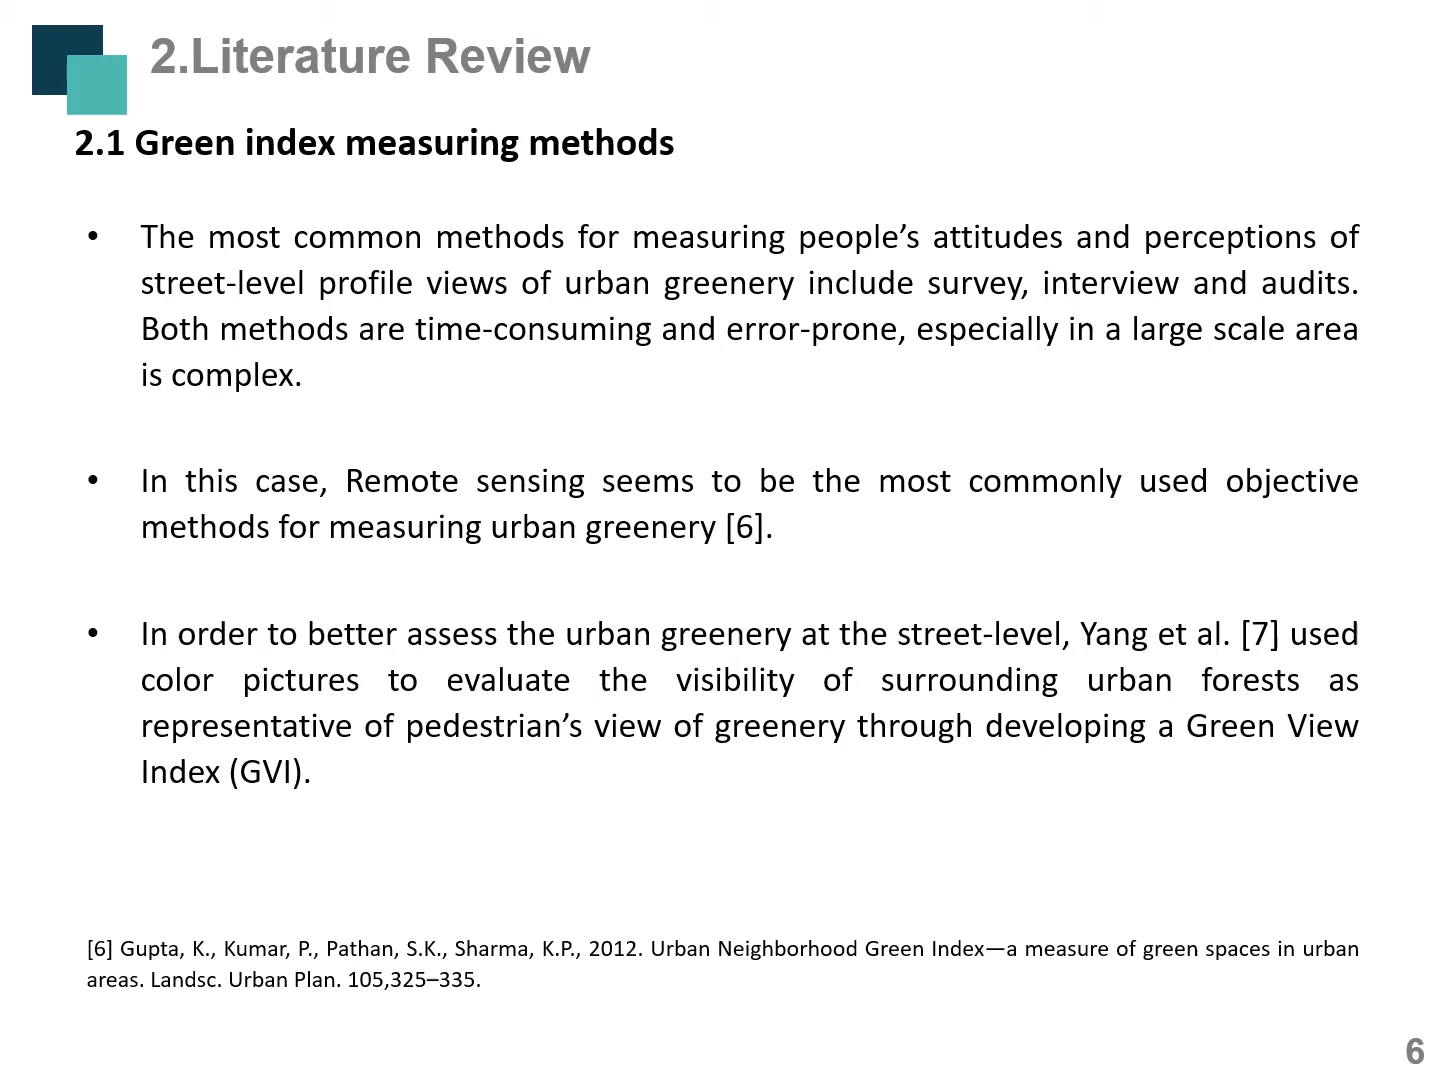 2.Literature Review
2.1 Green index measuring methods
• The most common methods for measuring people’s attitudes and perceptions of
street-level profile views of urban greenery include survey, interview and audits.
Both methods are time-consuming and error-prone, especially in a large scale area
is complex.
• In this case, Remote sensing seems to be the most commonly used objective
methods for measuring urban greenery [6].
• In order to better assess the urban greenery at the street-level, Yang et al. [7] used
color pictures to evaluate the visibility of surrounding urban forests as
representative of pedestrian’s view of greenery through developing a Green View
Index (GVI).
[6] Gupta, K., Kumar, P., Pathan, S.K., Sharma, K.P., 2012. Urban Neighborhood Green Index—a measure of green spaces in urban
areas. Landsc. Urban Plan. 105,325–335.
6